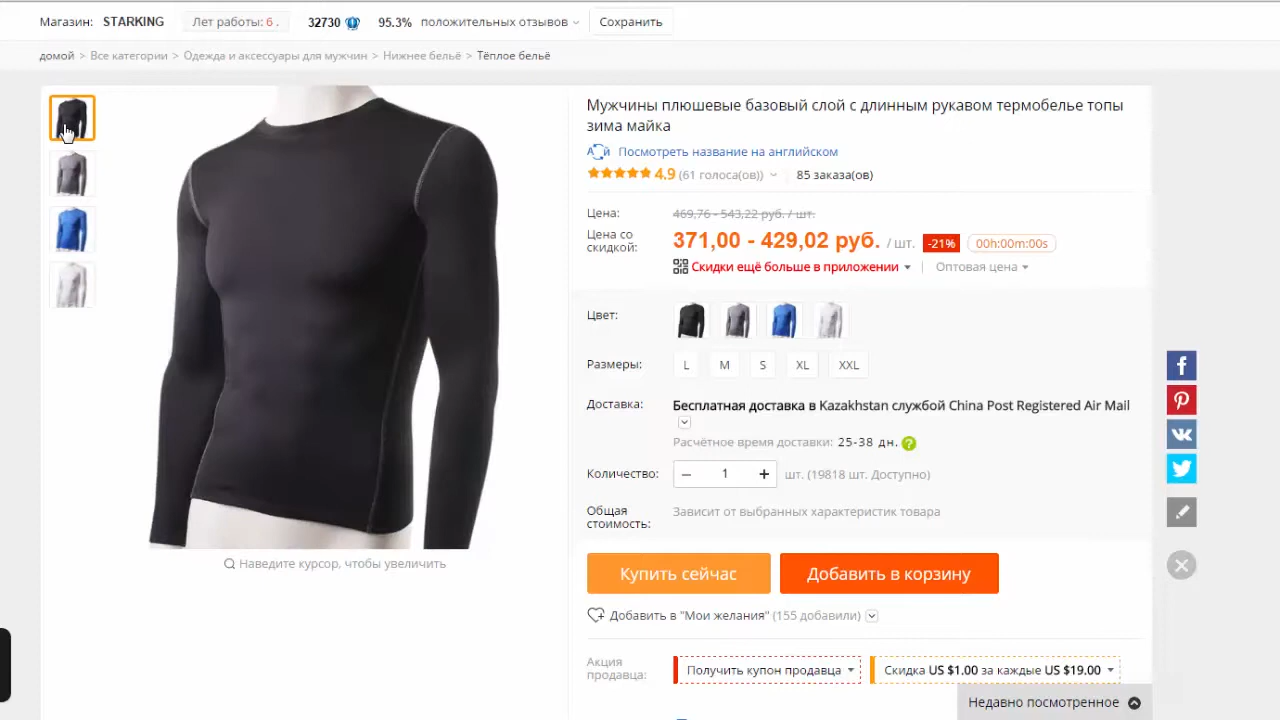 Магазин: STARKING Лет работы: 6 . 32730 95.3% положительных отзывов Сохранить
домой > Все категории > Одежда и аксессуары для мужчин > Нижнее бельё > Тёплое бельё
Мужчины плюшевые базовый слой с длинным рукавом термобелье топы
зима майка
Посмотреть название на английском
4.9 (61 голоса(ов)) 85 заказа(ов)
Цена: 469,76 - 543,22 руб. / шт.
Цена со
скидкой:
371,00 - 429,02 руб. / шт. -21% 00h:00m:00s
Скидки ещё больше в приложении | Оптовая цена
Цвет:
Размеры: L M S XL XXL
Доставка: Бесплатная доставка в Kazakhstan службой China Post Registered Air Mail
Расчётное время доставки: 25-38 дн. ?
Количество: − 1 + шт. (19818 шт. Доступно)
Общая
стоимость:
Зависит от выбранных характеристик товара
Наведите курсор, чтобы увеличить
Купить сейчас Добавить в корзину
Добавить в "Мои желания" (155 добавили)
Акция
продавца:
Получить купон продавца Скидка US $1.00 за каждые US $19.00
Недавно посмотренное